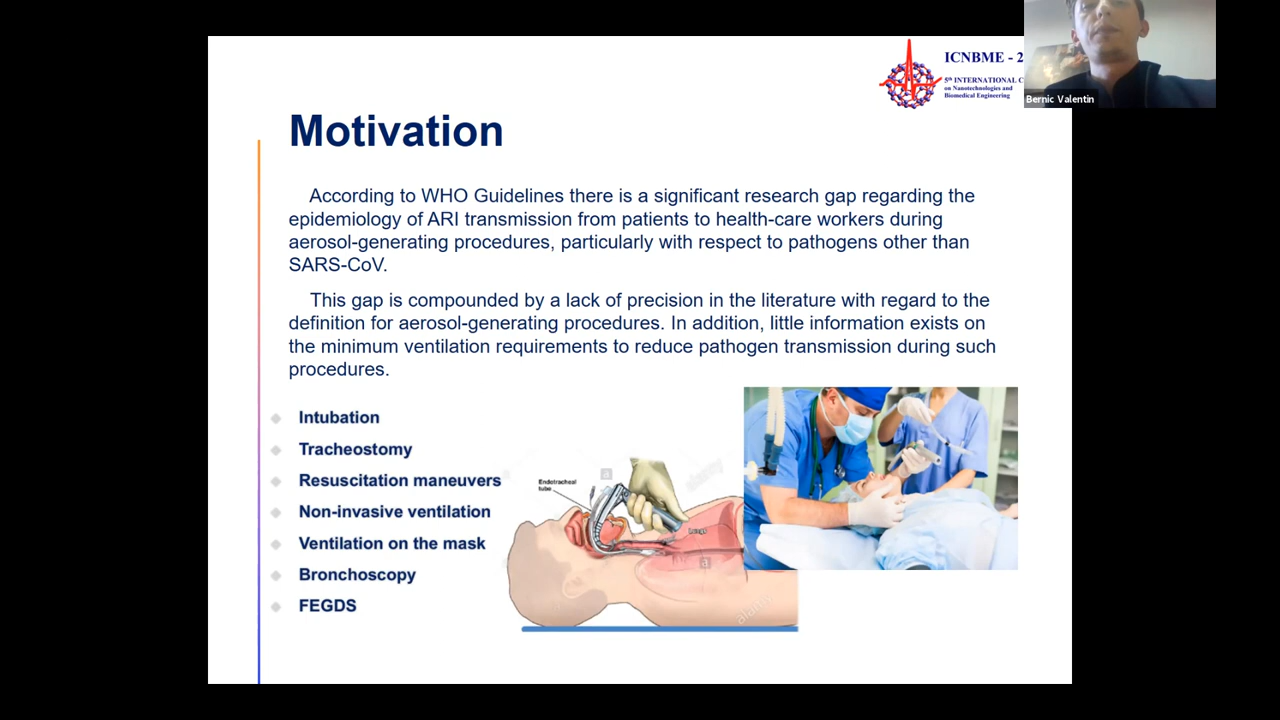 ICNBME - 2
5th INTERNATIONAL C
on Nanotechnologies and
Biomedical Engineering
Bernic Valentin
Motivation
According to WHO Guidelines there is a significant research gap regarding the
epidemiology of ARI transmission from patients to health-care workers during
aerosol-generating procedures, particularly with respect to pathogens other than
SARS-CoV.
This gap is compounded by a lack of precision in the literature with regard to the
definition for aerosol-generating procedures. In addition, little information exists on
the minimum ventilation requirements to reduce pathogen transmission during such
procedures.
Intubation
Tracheostomy
Resuscitation maneuvers
Non-invasive ventilation
Ventilation on the mask
Bronchoscopy
FEGDS
Endotracheal
tube
Lungs
a
a
alamy
alamy